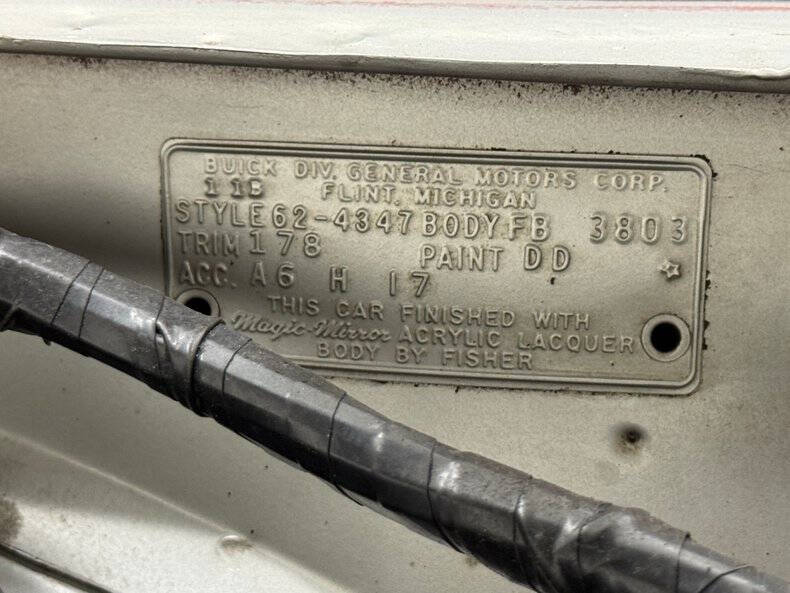 BUICK DIV. GENERAL MOTORS CORP.
11B FLINT, MICHIGAN
STYLE 62-4347 BODY FB 3803
TRIM 178 PAINT DD
ACC. A6 H 17
THIS CAR FINISHED WITH
Magic-Mirror ACRYLIC LACQUER
BODY BY FISHER